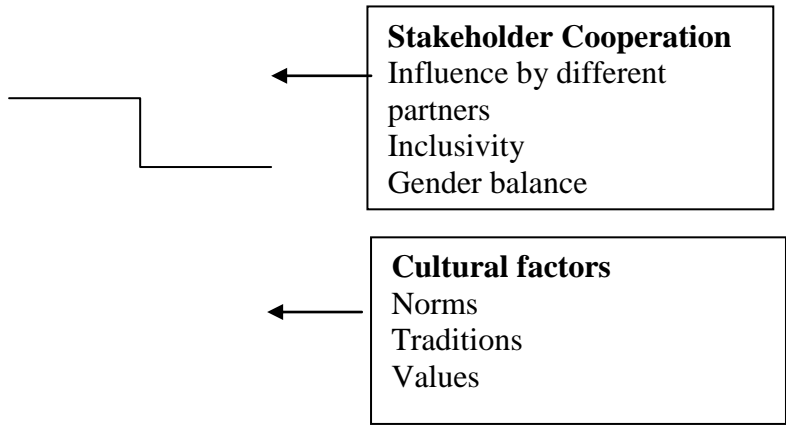 Stakeholder Cooperation
Influence by different
partners
Inclusivity
Gender balance
Cultural factors
Norms
Traditions
Values